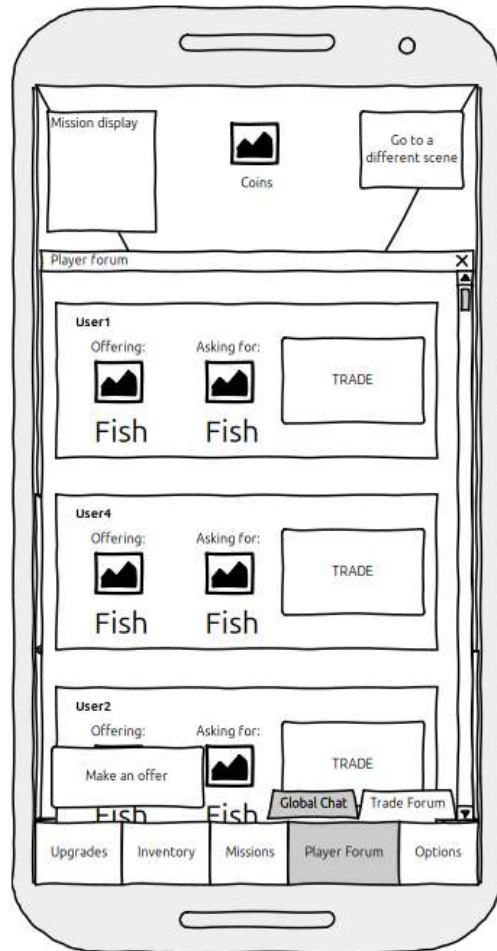 Mission display
Coins
Go to a
different scene
Player forum
User1
Offering:
Asking for:
TRADE
Fish
Fish
User4
Offering:
Asking for:
TRADE
Fish
Fish
User2
Offering:
Asking for:
TRADE
Make an offer
Fish
Fish
Global Chat
Trade Forum
Upgrades
Inventory
Missions
Player Forum
Options